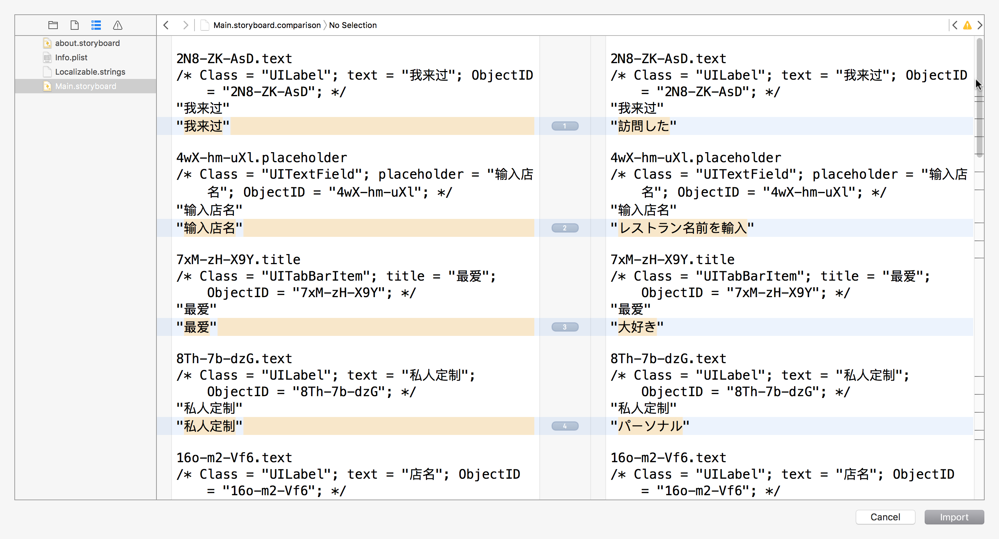 Main.storyboard.comparison 〉No Selection
about.storyboard
Info.plist
Localizable.strings
Main.storyboard
2N8-ZK-AsD.text
/* Class = "UILabel"; text = "我来过"; ObjectID
= "2N8-ZK-AsD"; */
"我来过"
"我来过"
4wX-hm-uXl.placeholder
/* Class = "UITextField"; placeholder = "输入店
名"; ObjectID = "4wX-hm-uXl"; */
"输入店名"
"输入店名"
7xM-zH-X9Y.title
/* Class = "UITabBarItem"; title = "最爱";
ObjectID = "7xM-zH-X9Y"; */
"最爱"
"最爱"
8Th-7b-dzG.text
/* Class = "UILabel"; text = "私人定制";
ObjectID = "8Th-7b-dzG"; */
"私人定制"
"私人定制"
16o-m2-Vf6.text
/* Class = "UILabel"; text = "店名"; ObjectID
= "16o-m2-Vf6"; */
1
2
3
4
2N8-ZK-AsD.text
/* Class = "UILabel"; text = "我来过"; ObjectID
= "2N8-ZK-AsD"; */
"我来过"
"訪問した"
4wX-hm-uXl.placeholder
/* Class = "UITextField"; placeholder = "输入店
名"; ObjectID = "4wX-hm-uXl"; */
"输入店名"
"レストラン名前を輸入"
7xM-zH-X9Y.title
/* Class = "UITabBarItem"; title = "最爱";
ObjectID = "7xM-zH-X9Y"; */
"最爱"
"大好き"
8Th-7b-dzG.text
/* Class = "UILabel"; text = "私人定制";
ObjectID = "8Th-7b-dzG"; */
"私人定制"
"パーソナル"
16o-m2-Vf6.text
/* Class = "UILabel"; text = "店名"; ObjectID
= "16o-m2-Vf6"; */
Cancel
Import